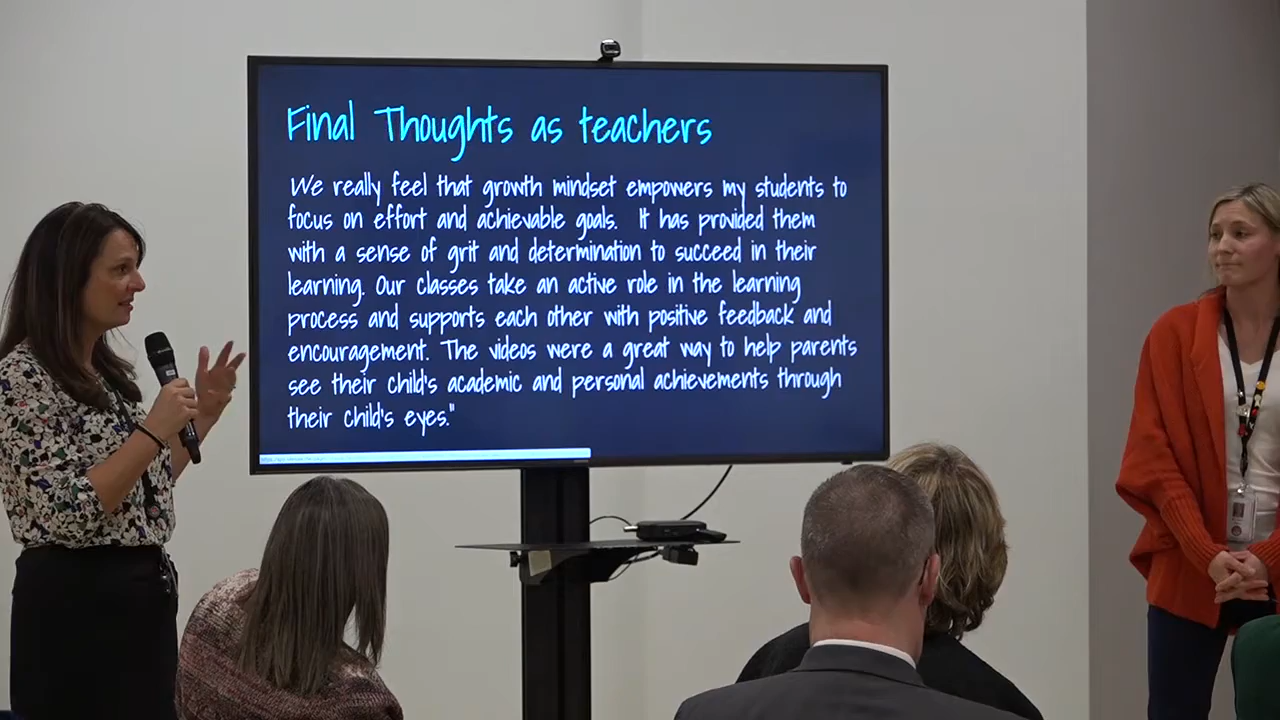 Final Thoughts as teachers
We really feel that growth mindset empowers my students to
focus on effort and achievable goals. It has provided them
with a sense of grit and determination to succeed in their
learning. Our classes take an active role in the learning
process and supports each other with positive feedback and
encouragement. The videos were a great way to help parents
see their child's academic and personal achievements through
their child's eyes."